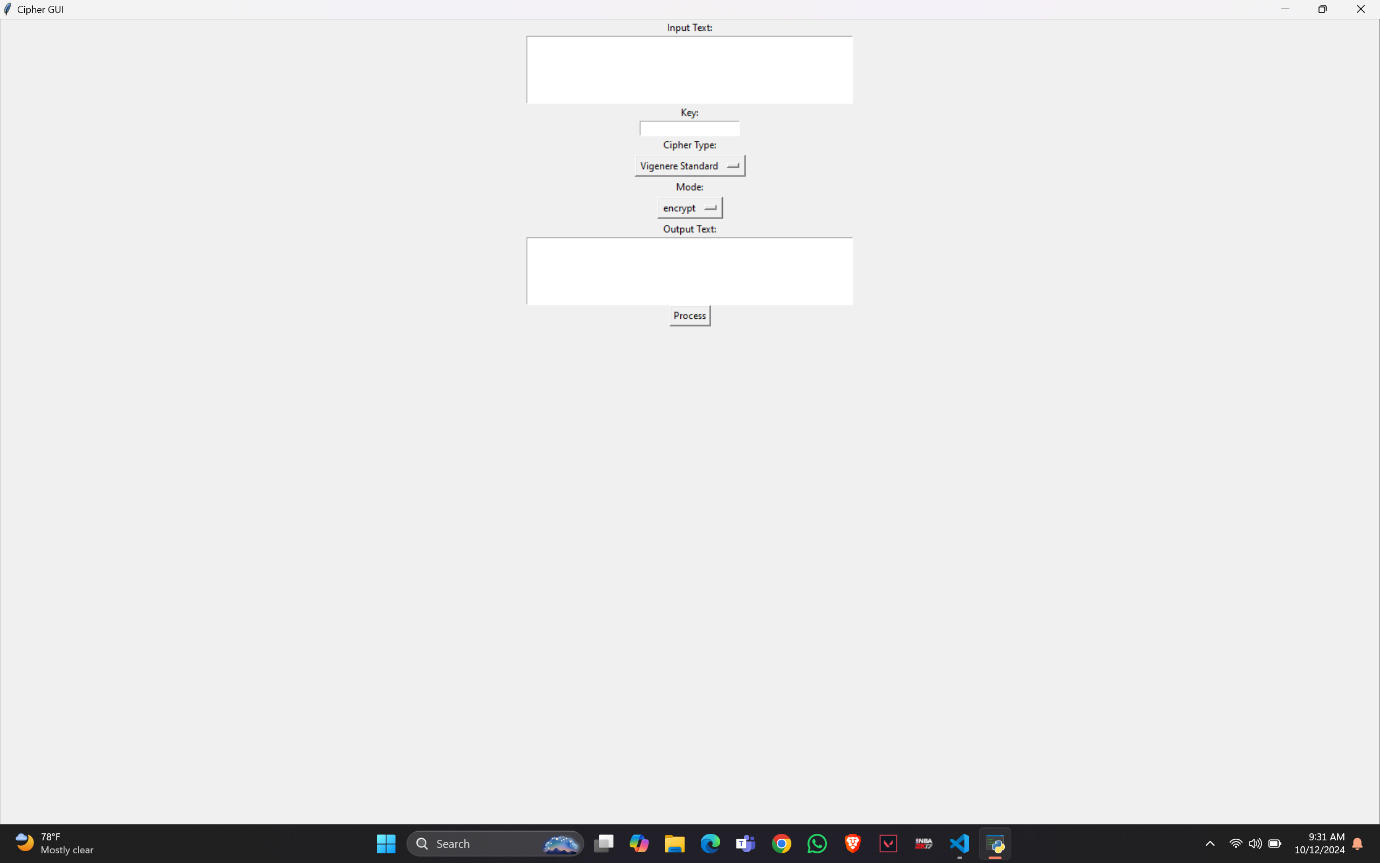 Cipher GUI
Input Text:
Key:
Cipher Type:
Vigenere Standard
Mode:
encrypt
Output Text:
Process
78°F
Mostly clear
Search
9:31 AM
10/12/2024